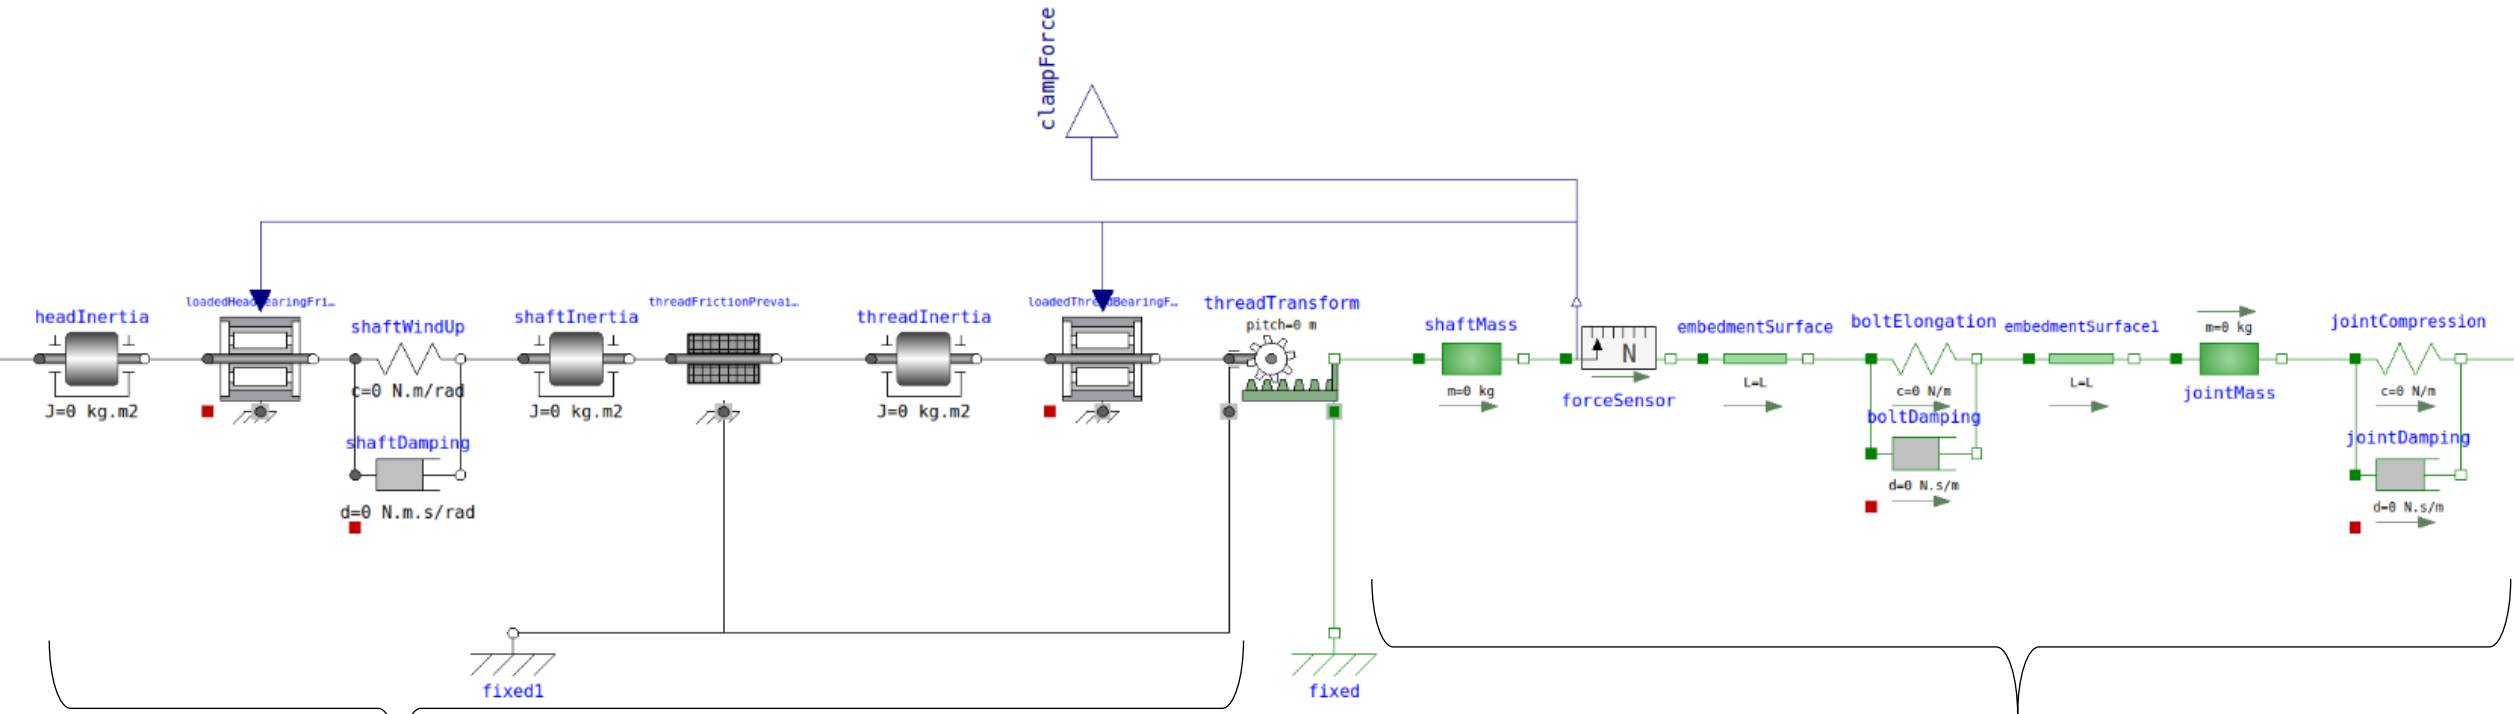 clampForce
headInertia
J=0 kg.m2
loadedHeadBearingFri…
shaftWindUp
c=0 N.m/rad
shaftDamping
d=0 N.m.s/rad
shaftInertia
J=0 kg.m2
threadFrictionPrevai…
threadInertia
J=0 kg.m2
loadedThreadBearingF…
threadTransform
pitch=0 m
shaftMass
m=0 kg
N
forceSensor
embedmentSurface
L=L
boltElongation
c=0 N/m
boltDamping
d=0 N.s/m
embedmentSurface1
L=L
m=0 kg
jointMass
jointCompression
c=0 N/m
jointDamping
d=0 N.s/m
fixed1
fixed